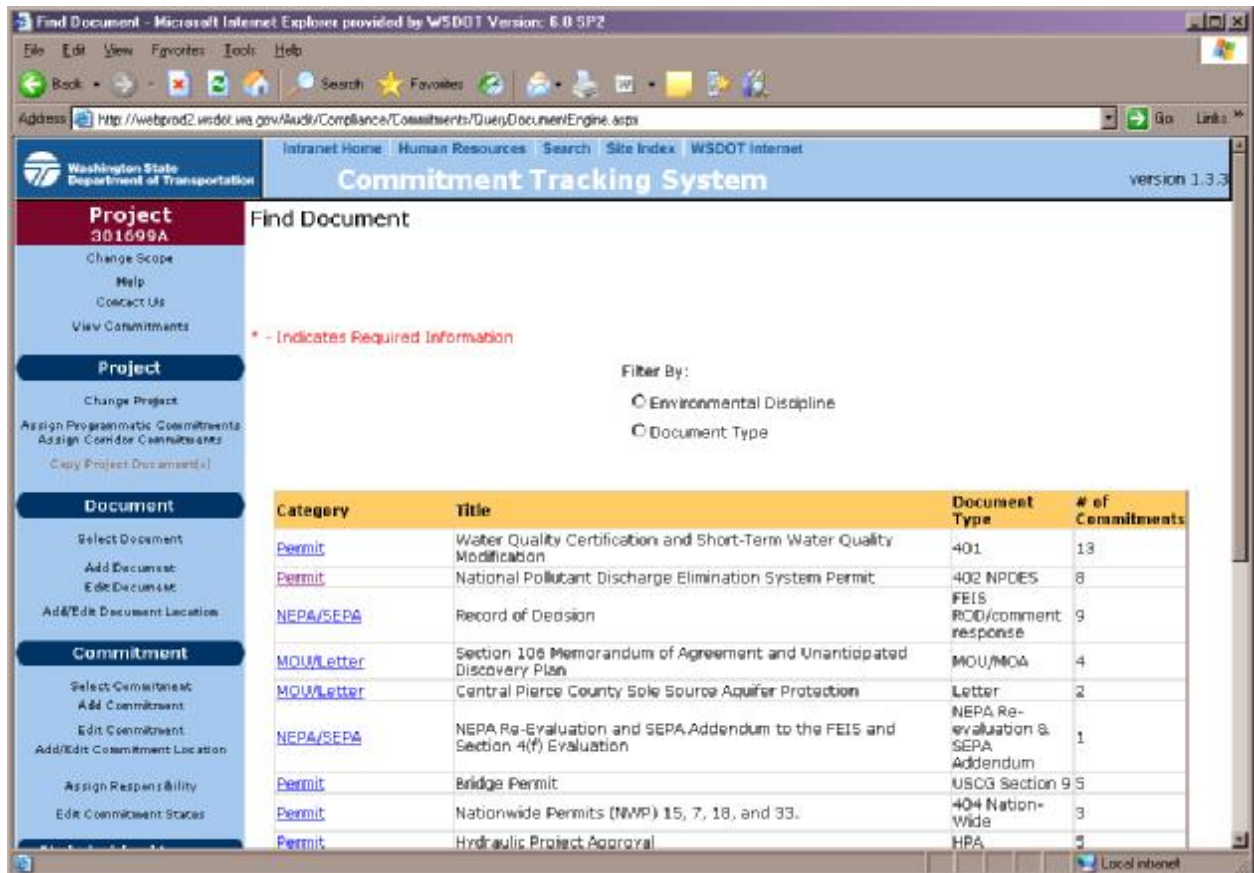 Find Document - Microsoft Internet Explorer provided by WSDOT Version: 6.0 SP2
File Edit View Favorites Tools Help
Back Search Favorites
Address http://webprod2.wsdot.wa.gov/Audit/Compliance/Commitments/QueryDocumentEngine.aspx Go Links »
Intranet Home Human Resources Search Site Index WSDOT Internet
Washington State
Department of Transportation
Commitment Tracking System
version 1.3.3
Project
301699A
Change Scope
Help
Contact Us
View Commitments
Project
Change Project
Assign Programmatic Commitments
Assign Corridor Commitments
Copy Project Document(s)
Document
Select Document
Add Document
Edit Document
Add/Edit Document Location
Commitment
Select Commitment
Add Commitment
Edit Commitment
Add/Edit Commitment Location
Assign Responsibility
Edit Commitment States
Find Document
* - Indicates Required Information
Filter By:
Environmental Discipline
Document Type
Category Title Document Type # of Commitments
Permit Water Quality Certification and Short-Term Water Quality Modification 401 13
Permit National Pollutant Discharge Elimination System Permit 402 NPDES 8
NEPA/SEPA Record of Decision FEIS ROD/comment response 9
MOU/Letter Section 106 Memorandum of Agreement and Unanticipated Discovery Plan MOU/MOA 4
MOU/Letter Central Pierce County Sole Source Aquifer Protection Letter 2
NEPA/SEPA NEPA Re-Evaluation and SEPA Addendum to the FEIS and Section 4(f) Evaluation NEPA Re-evaluation & SEPA Addendum 1
Permit Bridge Permit USCG Section 9 5
Permit Nationwide Permits (NWP) 15, 7, 18, and 33. 404 Nation-Wide 3
Permit Hydraulic Project Approval HPA 5
Local intranet